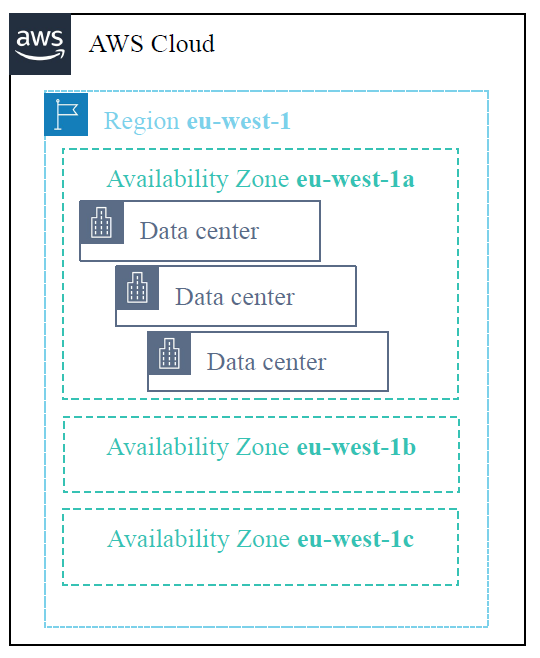 aws
AWS Cloud
Region eu-west-1
Availability Zone eu-west-1a
Data center
Data center
Data center
Availability Zone eu-west-1b
Availability Zone eu-west-1c